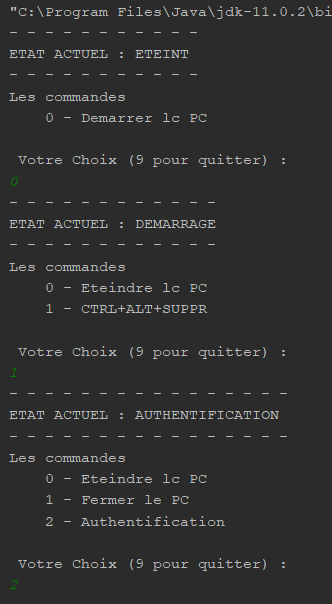 "C:\Program Files\Java\jdk-11.0.2\bi
- - - - - - - - - - -
ETAT ACTUEL : ETEINT
- - - - - - - - - - -
Les commandes
0 - Demarrer lc PC
Votre Choix (9 pour quitter) :
0
- - - - - - - - - - - -
ETAT ACTUEL : DEMARRAGE
- - - - - - - - - - - -
Les commandes
0 - Eteindre lc PC
1 - CTRL+ALT+SUPPR
Votre Choix (9 pour quitter) :
1
- - - - - - - - - - - - - - - -
ETAT ACTUEL : AUTHENTIFICATION
- - - - - - - - - - - - - - - -
Les commandes
0 - Eteindre lc PC
1 - Fermer le PC
2 - Authentification
Votre Choix (9 pour quitter) :
2